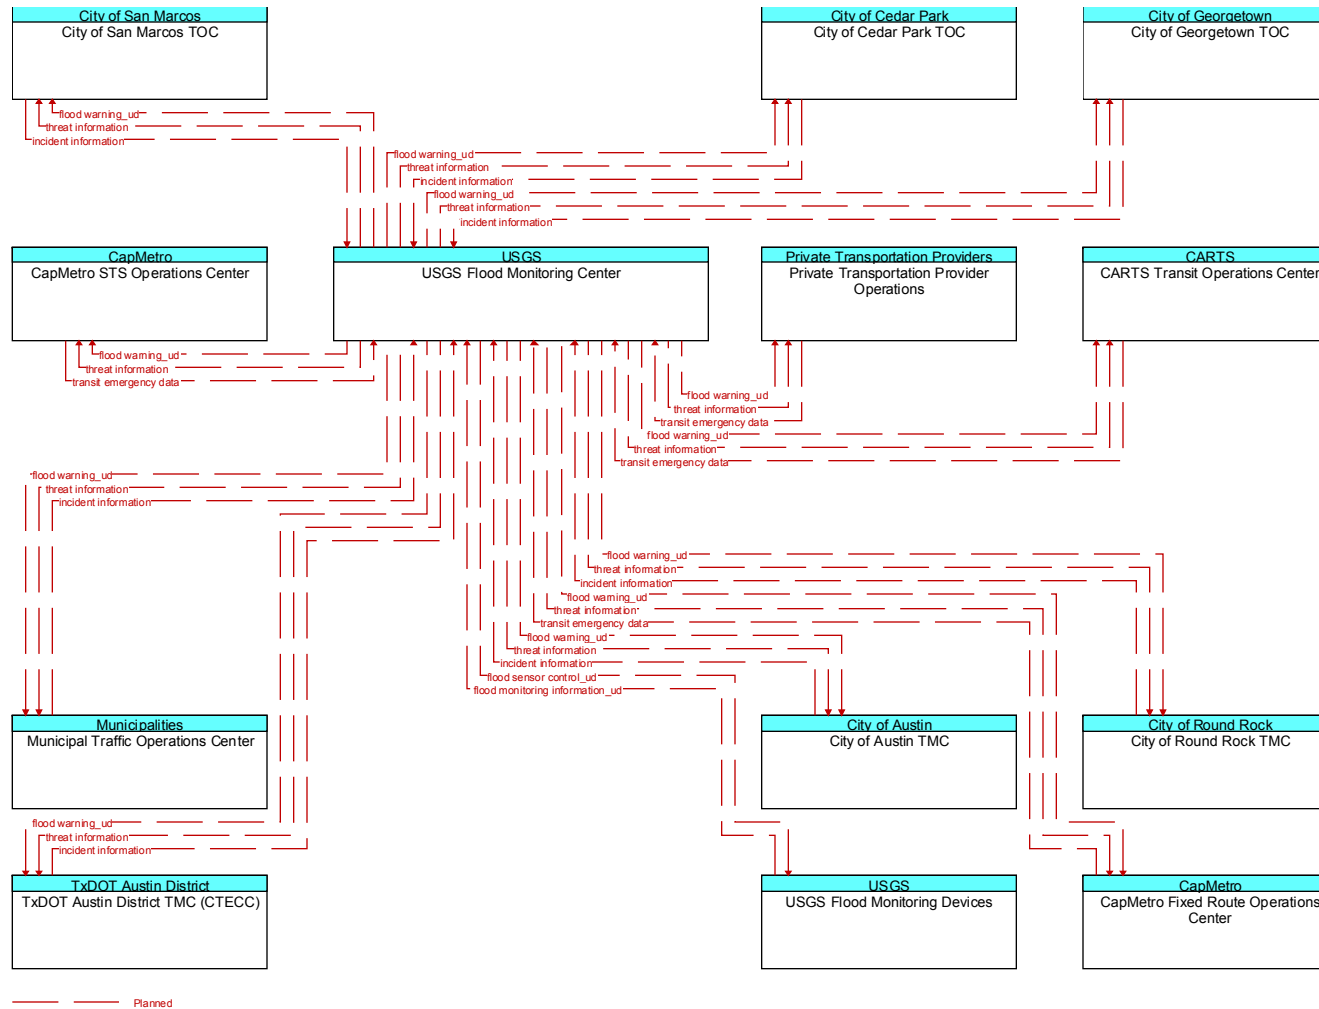 City of San Marcos
City of San Marcos TOC
City of Cedar Park
City of Cedar Park TOC
City of Georgetown
City of Georgetown TOC
flood warning_ud
threat information
incident information
flood warning_ud
threat information
incident information
flood warning_ud
threat information
incident information
CapMetro
CapMetro STS Operations Center
USGS
USGS Flood Monitoring Center
Private Transportation Providers
Private Transportation Provider
Operations
CARTS
CARTS Transit Operations Center
flood warning_ud
threat information
transit emergency data
flood warning_ud
threat information
transit emergency data
flood warning_ud
threat information
transit emergency data
flood warning_ud
threat information
incident information
flood warning_ud
threat information
incident information
flood warning_ud
threat information
transit emergency data
flood warning_ud
threat information
incident information
flood sensor control_ud
flood monitoring information_ud
Municipalities
Municipal Traffic Operations Center
City of Austin
City of Austin TMC
City of Round Rock
City of Round Rock TMC
flood warning_ud
threat information
incident information
TxDOT Austin District
TxDOT Austin District TMC (CTECC)
USGS
USGS Flood Monitoring Devices
CapMetro
CapMetro Fixed Route Operations
Center
Planned